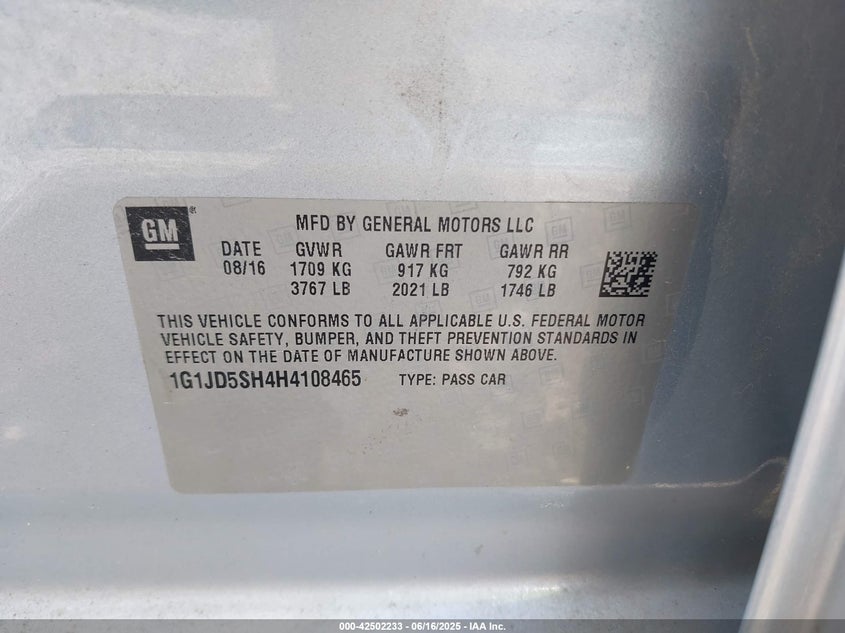 GM
MFD BY GENERAL MOTORS LLC
DATE GVWR GAWR FRT GAWR RR
08/16 1709 KG 917 KG 792 KG
3767 LB 2021 LB 1746 LB
THIS VEHICLE CONFORMS TO ALL APPLICABLE U.S. FEDERAL MOTOR
VEHICLE SAFETY, BUMPER, AND THEFT PREVENTION STANDARDS IN
EFFECT ON THE DATE OF MANUFACTURE SHOWN ABOVE.
1G1JD5SH4H4108465 TYPE: PASS CAR
000-42502233 - 06/16/2025 - IAA Inc.